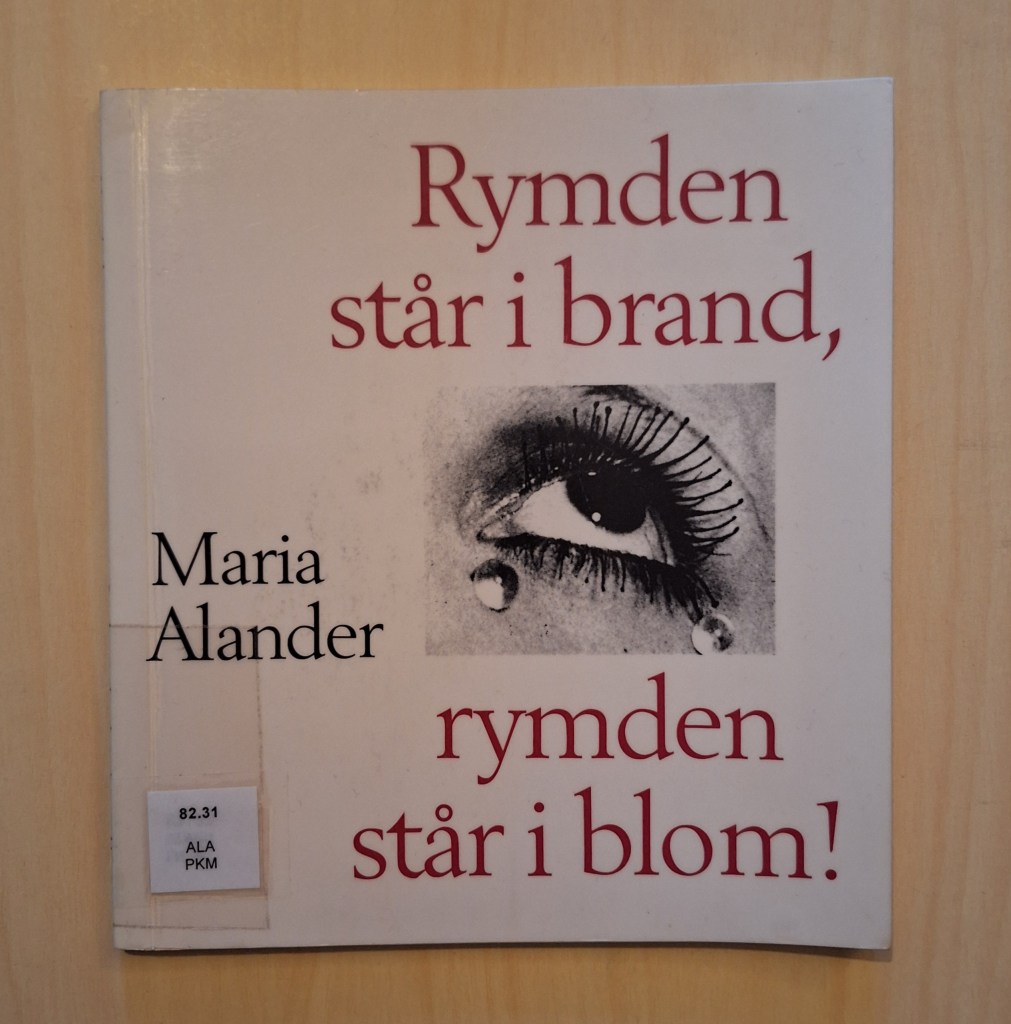 Rymden
står i brand,
Maria
Alander
rymden
står i blom!
82.31
ALA
PKM